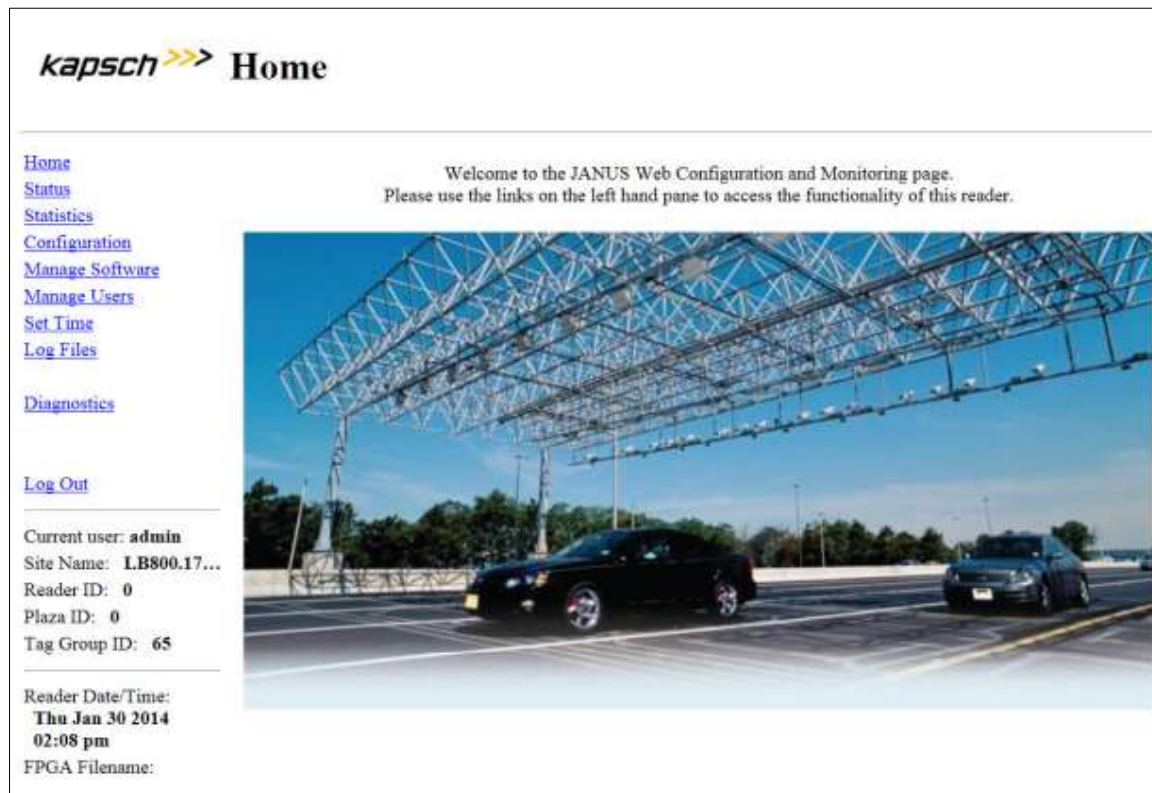 kapsch >>> Home
Home
Status
Statistics
Configuration
Manage Software
Manage Users
Set Time
Log Files
Diagnostics
Log Out
Current user: admin
Site Name: LB800.17...
Reader ID: 0
Plaza ID: 0
Tag Group ID: 65
Reader Date/Time:
Thu Jan 30 2014
02:08 pm
FPGA Filename:
Welcome to the JANUS Web Configuration and Monitoring page.
Please use the links on the left hand pane to access the functionality of this reader.